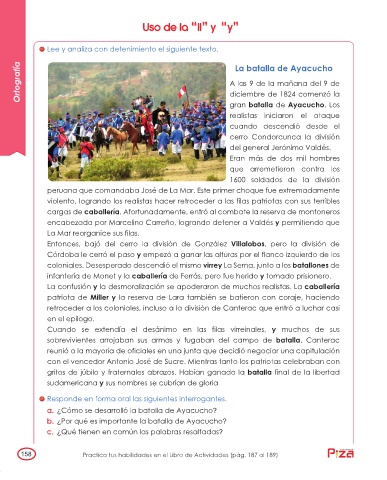 Uso de la "ll" y "y"
Ortografía
Lee y analiza con detenimiento el siguiente texto.
La batalla de Ayacucho
A las 9 de la mañana del 9 de
diciembre de 1824 comenzó la
gran batalla de Ayacucho. Los
realistas iniciaron el ataque
cuando descendió desde el
cerro Condorcunca la división
del general Jerónimo Valdés.
Eran más de dos mil hombres
que arremetieron contra los
1600 soldados de la división
peruana que comandaba José de La Mar. Este primer choque fue extremadamente
violento, logrando los realistas hacer retroceder a las filas patriotas con sus terribles
cargas de caballería. Afortunadamente, entró al combate la reserva de montoneros
encabezada por Marcelino Carreño, logrando detener a Valdés y permitiendo que
La Mar reorganice sus filas.
Entonces, bajó del cerro la división de González Villalobos, pero la división de
Córdoba le cerró el paso y empezó a ganar las alturas por el flanco izquierdo de los
coloniales. Desesperado descendió el mismo virrey La Serna, junto a los batallones de
infantería de Monet y la caballería de Ferrás, pero fue herido y tomado prisionero.
La confusión y la desmoralización se apoderaron de muchos realistas. La caballería
patriota de Miller y la reserva de Lara también se batieron con coraje, haciendo
retroceder a los coloniales, incluso a la división de Canterac que entró a luchar casi
en el epílogo.
Cuando se extendía el desánimo en las filas virreinales, y muchos de sus
sobrevivientes arrojaban sus armas y fugaban del campo de batalla, Canterac
reunió a la mayoría de oficiales en una junta que decidió negociar una capitulación
con el vencedor Antonio José de Sucre. Mientras tanto los patriotas celebraban con
gritos de júbilo y fraternales abrazos. Habían ganado la batalla final de la libertad
sudamericana y sus nombres se cubrían de gloria
Responde en forma oral las siguientes interrogantes.
a. ¿Cómo se desarrolló la batalla de Ayacucho?
b. ¿Por qué es importante la batalla de Ayacucho?
c. ¿Qué tienen en común las palabras resaltadas?
158
Practica tus habilidades en el Libro de Actividades (pág. 187 al 189)
Pizza